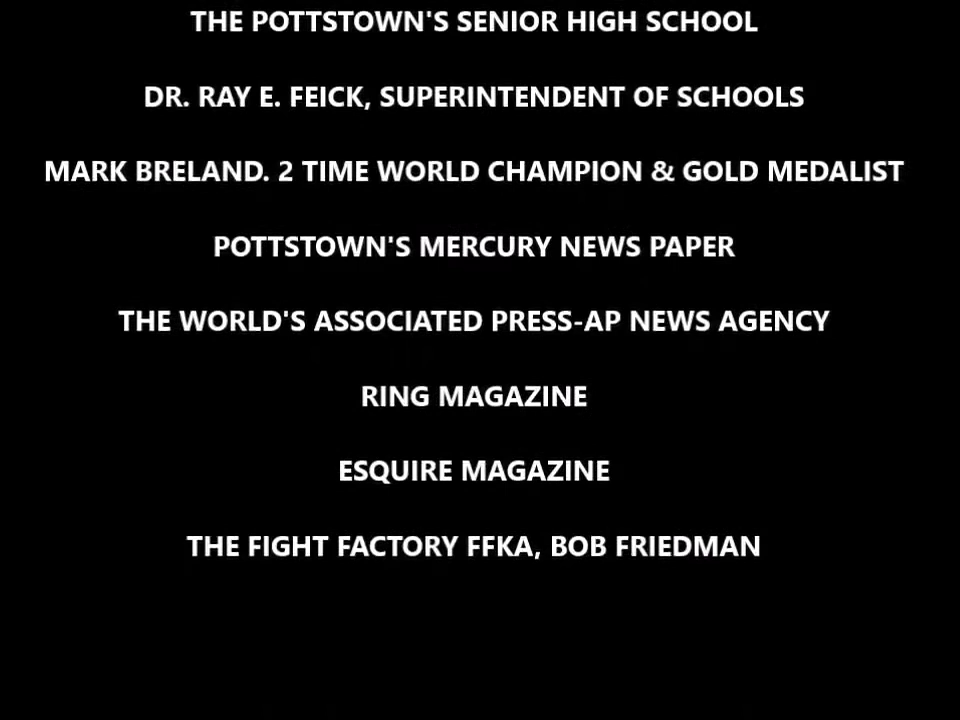 THE POTTSTOWN'S SENIOR HIGH SCHOOL
DR. RAY E. FEICK, SUPERINTENDENT OF SCHOOLS
MARK BRELAND. 2 TIME WORLD CHAMPION & GOLD MEDALIST
POTTSTOWN'S MERCURY NEWS PAPER
THE WORLD'S ASSOCIATED PRESS-AP NEWS AGENCY
RING MAGAZINE
ESQUIRE MAGAZINE
THE FIGHT FACTORY FFKA, BOB FRIEDMAN